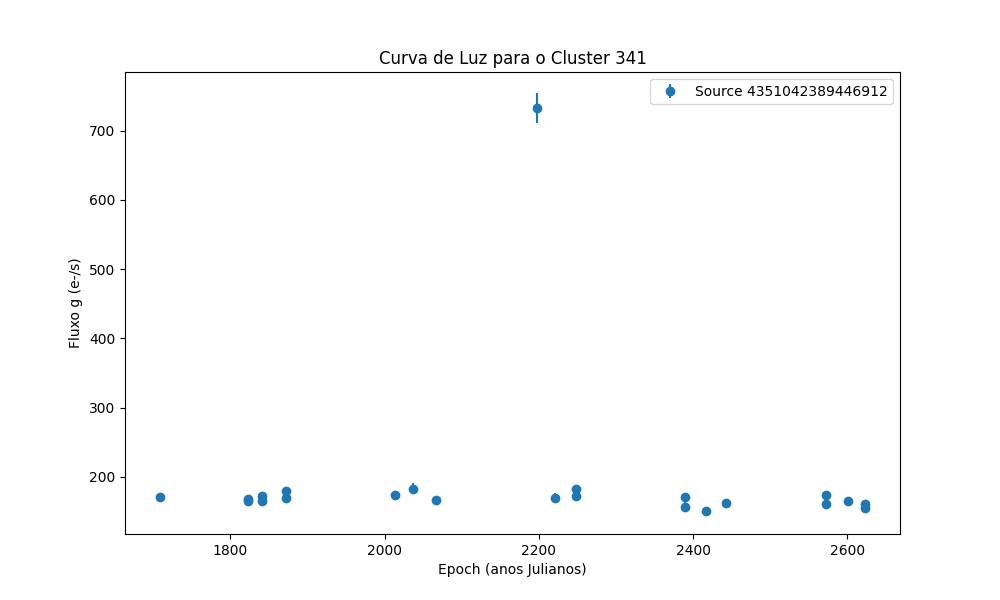 Curva de Luz para o Cluster 341
Source 4351042389446912
700
600
500
400
300
200
Fluxo g (e-/s)
1800 2000 2200 2400 2600
Epoch (anos Julianos)